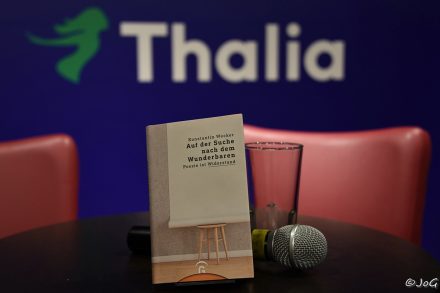 Thalia
Konstantin Wecker
Auf der Suche
nach dem
Wunderbaren
Poesie ist Widerstand
©JoG